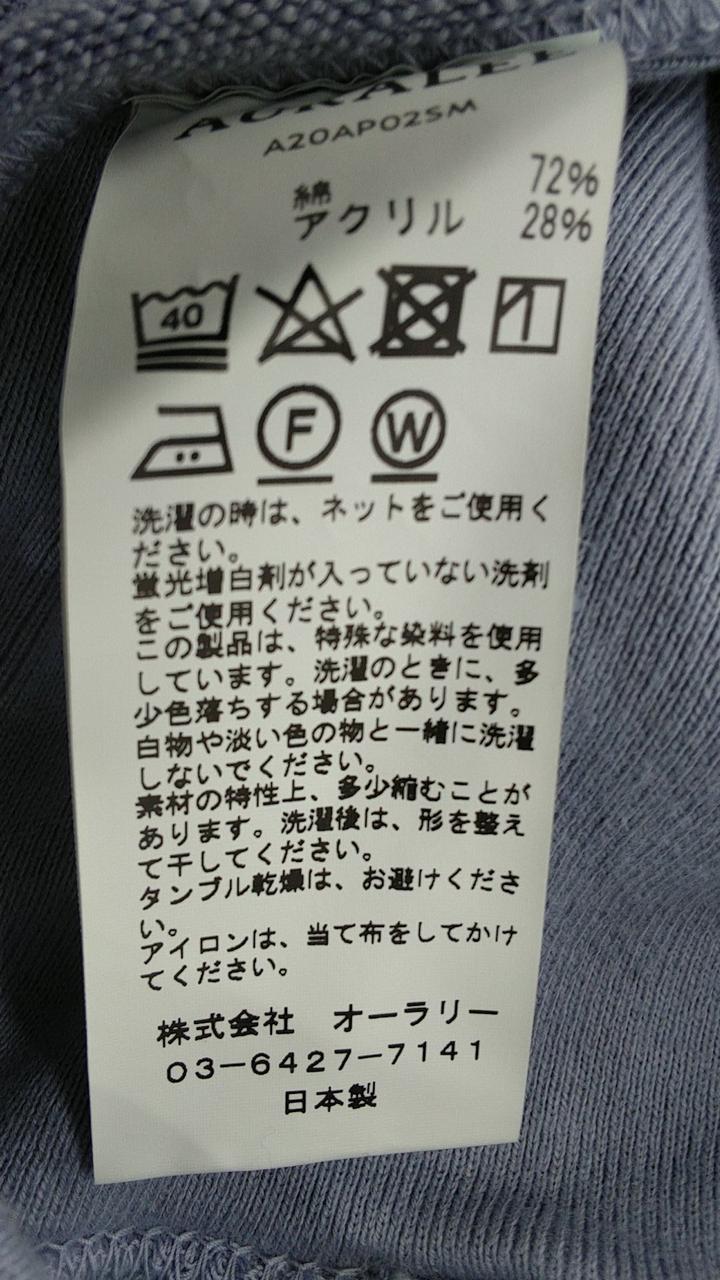 AURALEE
A20AP02SM
綿 72%
アクリル 28%
40
F W
洗濯の時は、ネットをご使用く
ださい。
蛍光増白剤が入っていない洗剤
をご使用ください。
この製品は、特殊な染料を使用
しています。洗濯のときに、多
少色落ちする場合があります。
白物や淡い色の物と一緒に洗濯
しないでください。
素材の特性上、多少縮むことが
あります。洗濯後は、形を整え
て干してください。
タンブル乾燥は、お避けくださ
い。
アイロンは、当て布をしてかけ
てください。
株式会社 オーラリー
03-6427-7141
日本製